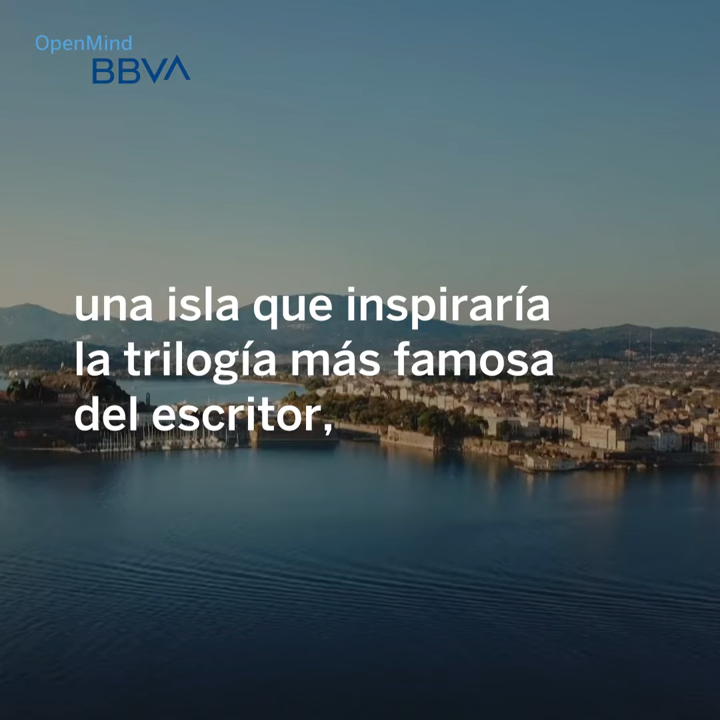 OpenMind
BBVA
una isla que inspiraría
la trilogía más famosa
del escritor,